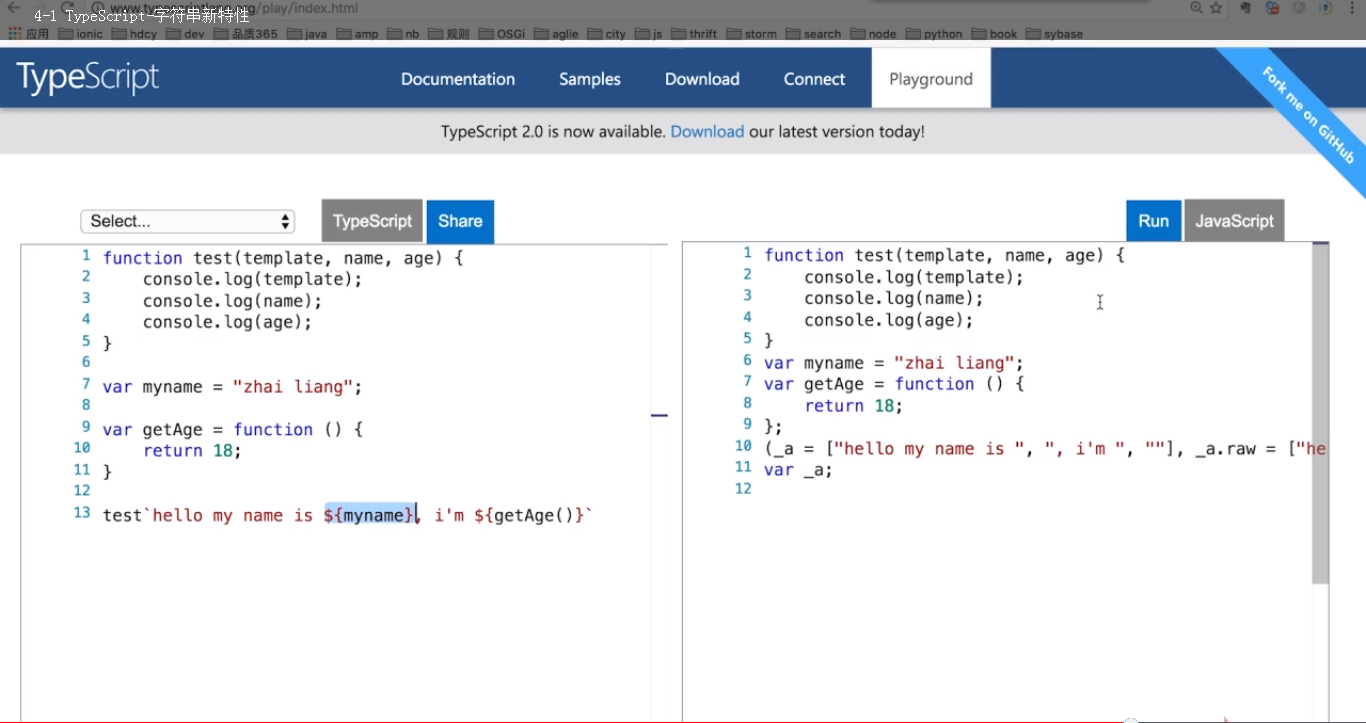 4-1 TypeScript-字符串新特性
www.typescriptlang.org/play/index.html
应用 ionic hdcy dev 品质365 java amp nb 规则 OSGi aglie city js thrift storm search node python book sybase
TypeScript Documentation Samples Download Connect Playground
Fork me on GitHub
TypeScript 2.0 is now available. Download our latest version today!
Select... TypeScript Share
1 function test(template, name, age) {
2 console.log(template);
3 console.log(name);
4 console.log(age);
5 }
6
7 var myname = "zhai liang";
8
9 var getAge = function () {
10 return 18;
11 }
12
13 test`hello my name is ${myname}, i'm ${getAge()}`
Run JavaScript
1 function test(template, name, age) {
2 console.log(template);
3 console.log(name);
4 console.log(age);
5 }
6 var myname = "zhai liang";
7 var getAge = function () {
8 return 18;
9 };
10 (_a = ["hello my name is ", ", i'm ", ""], _a.raw = ["he
11 var _a;
12